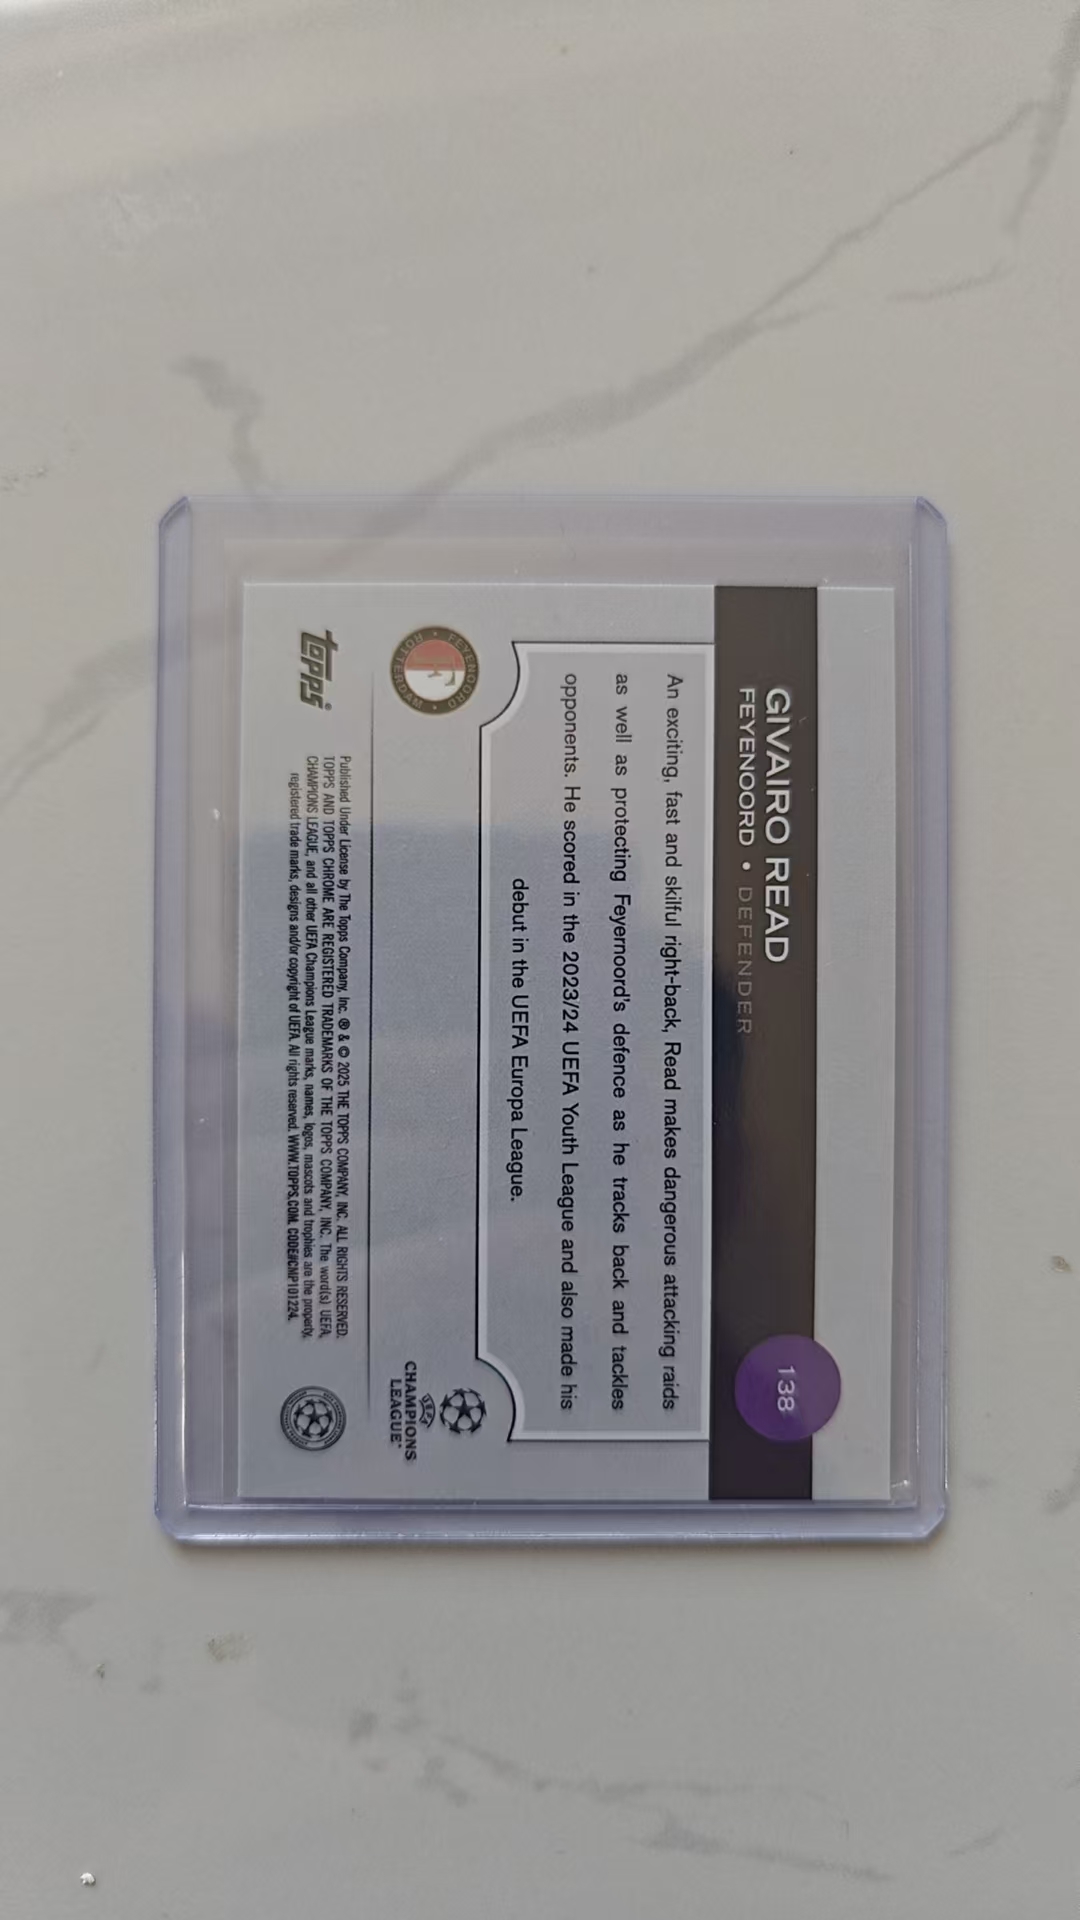 GIVAIRO READ
FEYENOORD • DEFENDER
138
An exciting, fast and skilful right-back, Read makes dangerous attacking raids
as well as protecting Feyernoord's defence as he tracks back and tackles
opponents. He scored in the 2023/24 UEFA Youth League and also made his
debut in the UEFA Europa League.
FEYENOORD
ROTTERDAM
F
UEFA
CHAMPIONS
LEAGUE
topps
Published Under License by The Topps Company, Inc. ® & © 2025 THE TOPPS COMPANY, INC. ALL RIGHTS RESERVED.
TOPPS AND TOPPS CHROME ARE REGISTERED TRADEMARKS OF THE TOPPS COMPANY, INC. The word(s) UEFA,
CHAMPIONS LEAGUE, and all other UEFA Champions League marks, names, logos, mascots and trophies are the property,
registered trade marks, designs and/or copyright of UEFA. All rights reserved. WWW.TOPPS.COM. CODE#CMP101224.